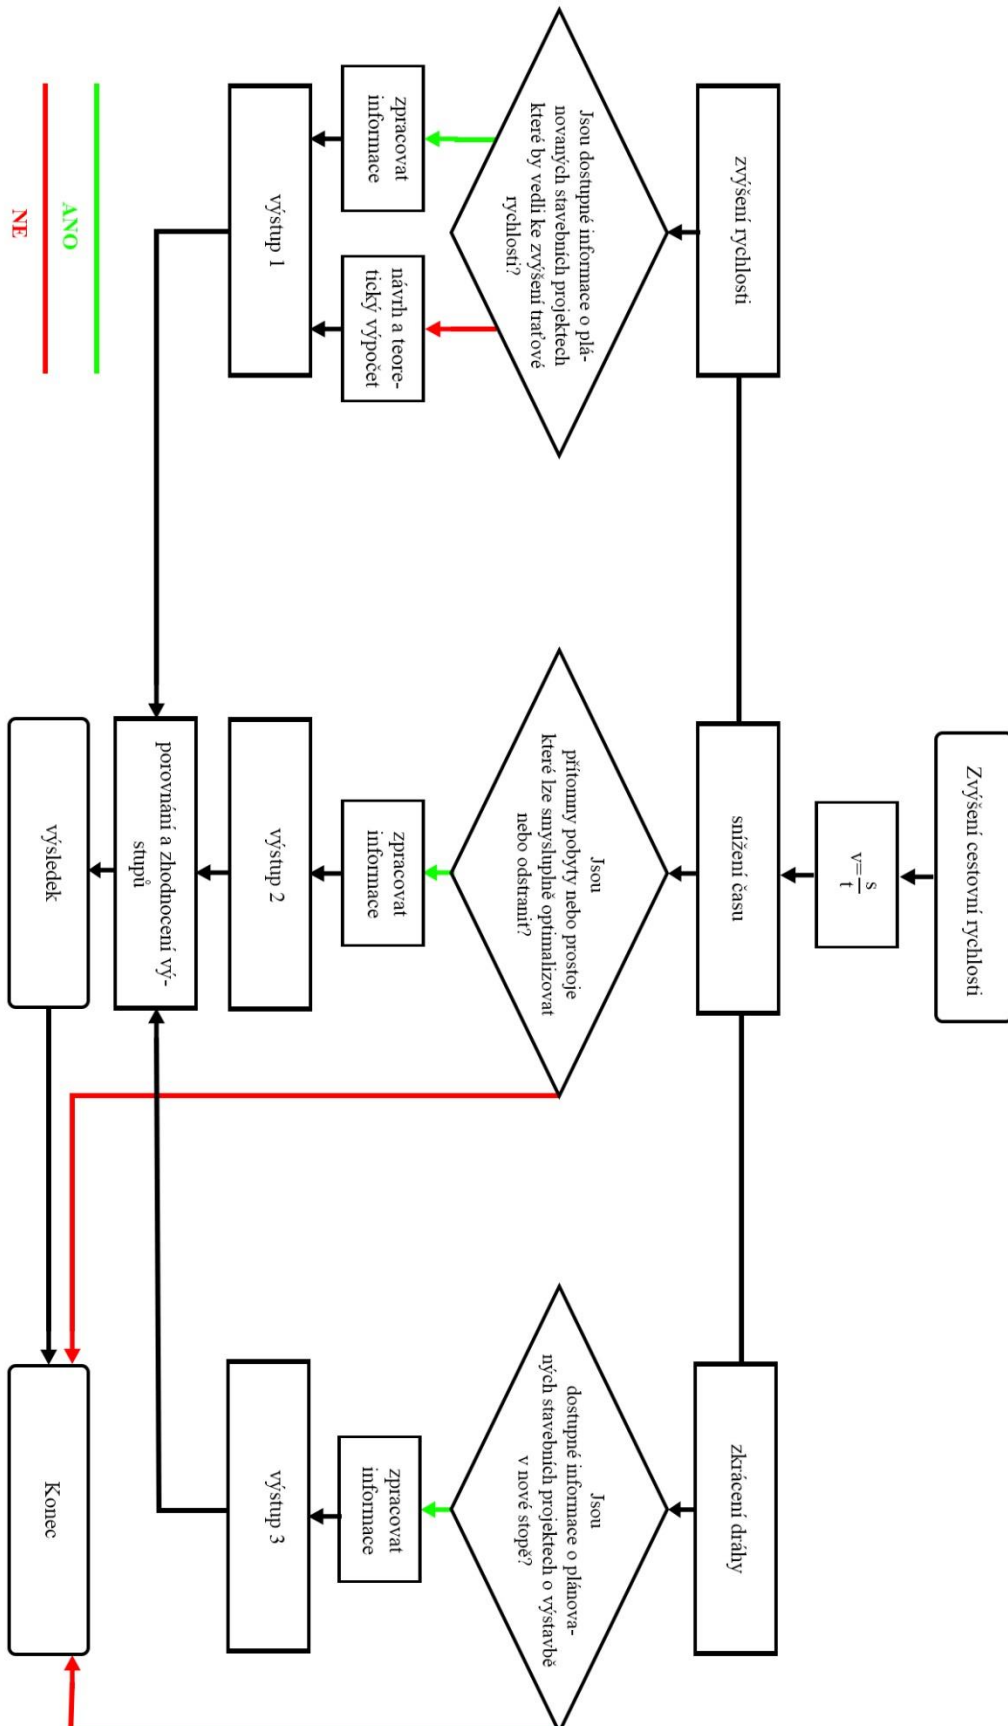 Zvýšení cestovní rychlosti
v=s/t
zvýšení rychlosti
snížení času
zkrácení dráhy
Jsou dostupné informace o plá-
novaných stavebních projektech
které by vedli ke zvýšení traťové
rychlosti?
Jsou
přítomny pobyty nebo prostoje
které lze smysluplně optimalizovat
nebo odstranit?
Jsou
dostupné informace o plánova-
ných stavebních projektech o výstavbě
v nové stopě?
zpracovat
informace
návrh a teore-
tický výpočet
zpracovat
informace
zpracovat
informace
výstup 1
výstup 2
výstup 3
porovnání a zhodnocení vý-
stupů
výsledek
Konec
ANO
NE